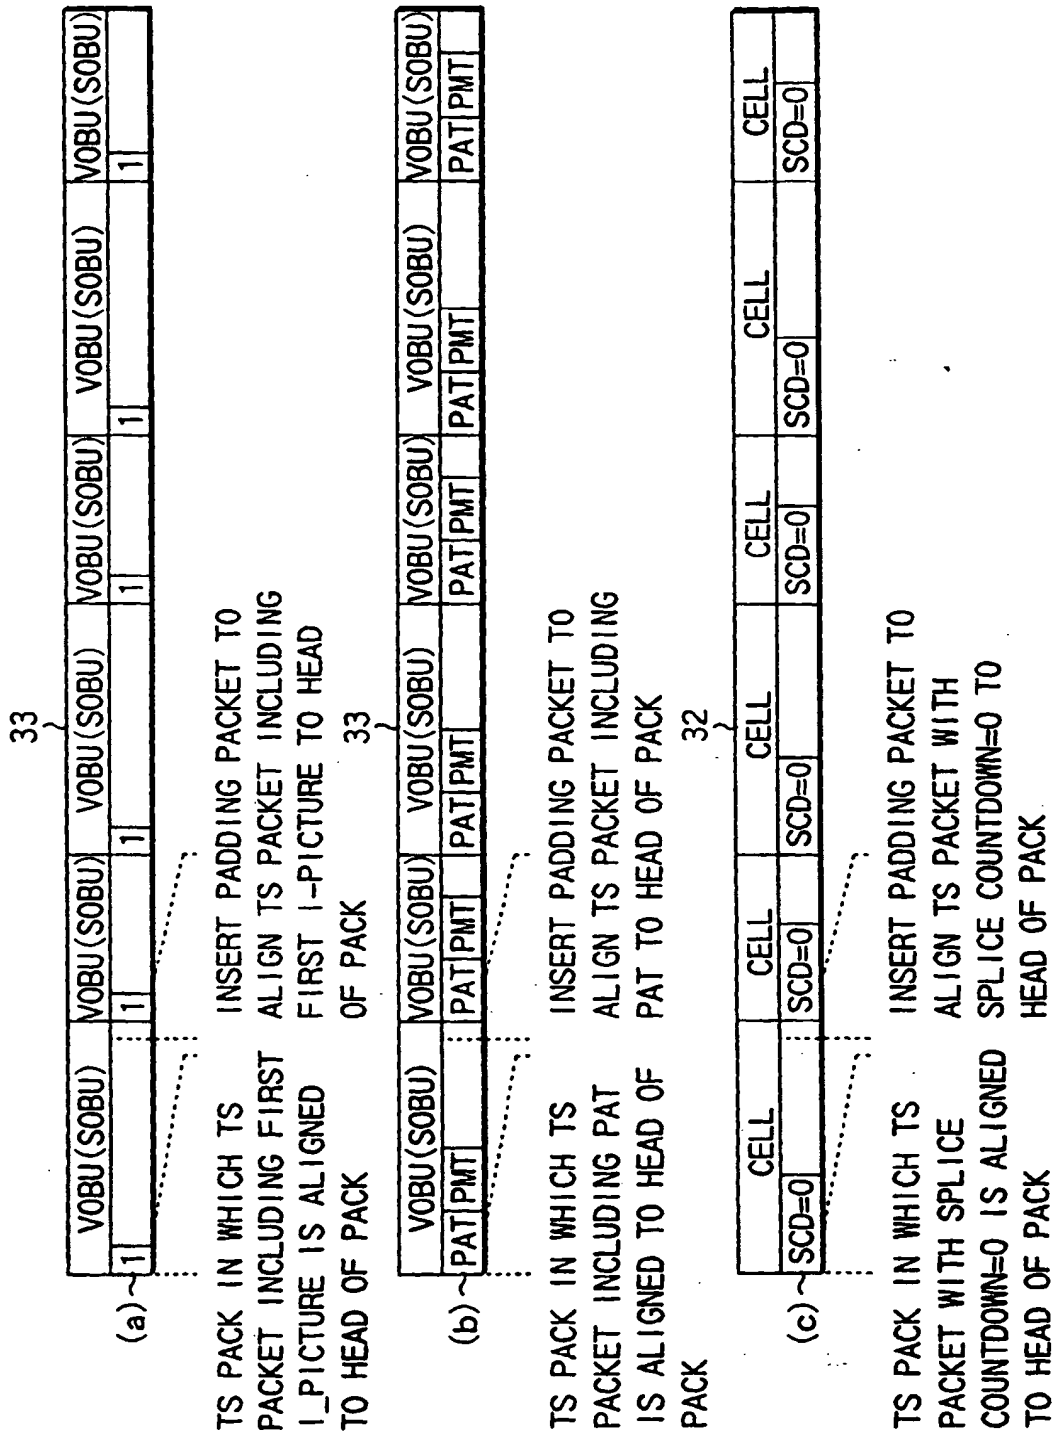 33
VOBU(SOBU) VOBU(SOBU) VOBU(SOBU) VOBU(SOBU) VOBU(SOBU) VOBU(SOBU)
(a) 1 1 1 1 1 1
TS PACK IN WHICH TS
PACKET INCLUDING FIRST
I_PICTURE IS ALIGNED
TO HEAD OF PACK
INSERT PADDING PACKET TO
ALIGN TS PACKET INCLUDING
FIRST I-PICTURE TO HEAD
OF PACK
33
VOBU(SOBU) VOBU(SOBU) VOBU(SOBU) VOBU(SOBU) VOBU(SOBU) VOBU(SOBU)
(b) PAT PMT PAT PMT PAT PMT PAT PMT PAT PMT PAT PMT
TS PACK IN WHICH TS
PACKET INCLUDING PAT
IS ALIGNED TO HEAD OF
PACK
INSERT PADDING PACKET TO
ALIGN TS PACKET INCLUDING
PAT TO HEAD OF PACK
32
CELL CELL CELL CELL CELL CELL
(c) SCD=0 SCD=0 SCD=0 SCD=0 SCD=0 SCD=0
TS PACK IN WHICH TS
PACKET WITH SPLICE
COUNTDOWN=0 IS ALIGNED
TO HEAD OF PACK
INSERT PADDING PACKET TO
ALIGN TS PACKET WITH
SPLICE COUNTDOWN=0 TO
HEAD OF PACK